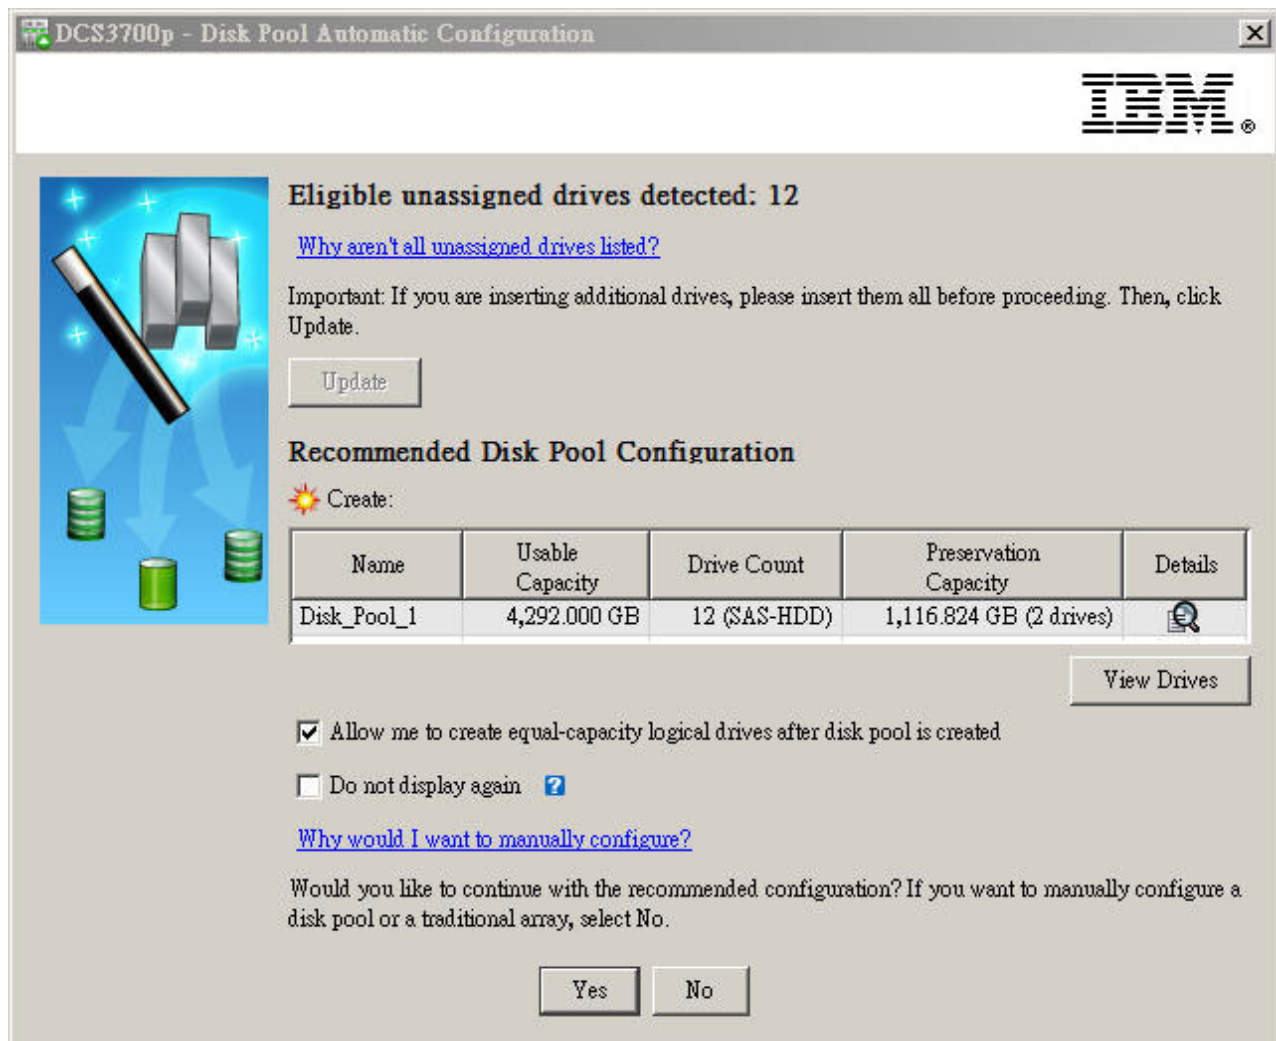 DCS3700p - Disk Pool Automatic Configuration
IBM®
Eligible unassigned drives detected: 12
Why aren't all unassigned drives listed?
Important: If you are inserting additional drives, please insert them all before proceeding. Then, click
Update.
Update
Recommended Disk Pool Configuration
Create:
Name Usable Capacity Drive Count Preservation Capacity Details
Disk_Pool_1 4,292.000 GB 12 (SAS-HDD) 1,116.824 GB (2 drives)
View Drives
Allow me to create equal-capacity logical drives after disk pool is created
Do not display again ?
Why would I want to manually configure?
Would you like to continue with the recommended configuration? If you want to manually configure a
disk pool or a traditional array, select No.
Yes No